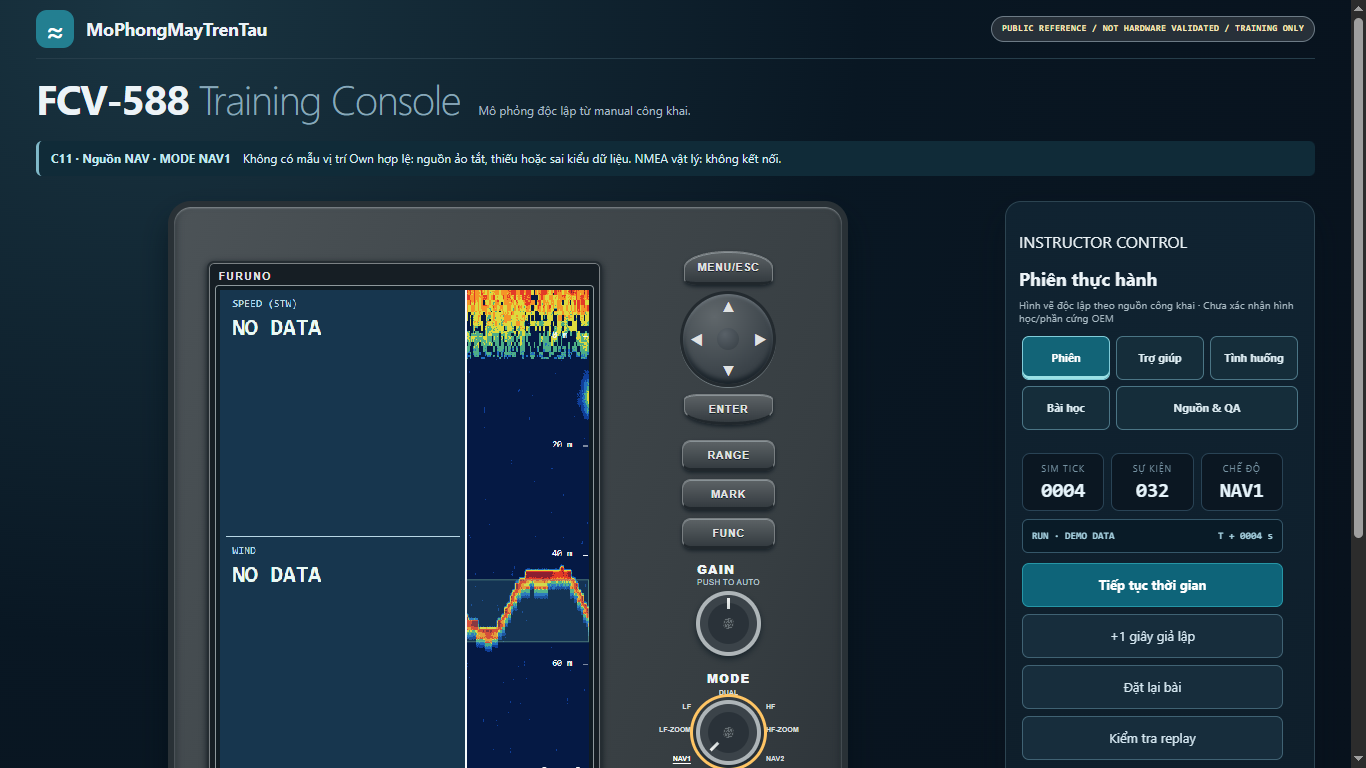 ≈ MoPhongMayTrenTau
PUBLIC REFERENCE / NOT HARDWARE VALIDATED / TRAINING ONLY
FCV-588 Training Console Mô phỏng độc lập từ manual công khai.
C11 · Nguồn NAV · MODE NAV1 Không có mẫu vị trí Own hợp lệ: nguồn ảo tắt, thiếu hoặc sai kiểu dữ liệu. NMEA vật lý: không kết nối.
FURUNO
SPEED (STW)
NO DATA
WIND
NO DATA
20 m
40 m
60 m
MENU/ESC
▲
◀ ▶
▼
ENTER
RANGE
MARK
FUNC
GAIN
PUSH TO AUTO
MODE
DUAL
LF HF
LF-ZOOM HF-ZOOM
NAV1 NAV2
INSTRUCTOR CONTROL
Phiên thực hành
Hình vẽ độc lập theo nguồn công khai · Chưa xác nhận hình
học/phần cứng OEM
Phiên Trợ giúp Tình huống
Bài học Nguồn & QA
SIM TICK SỰ KIỆN CHẾ ĐỘ
0004 032 NAV1
RUN · DEMO DATA T + 0004 s
Tiếp tục thời gian
+1 giây giả lập
Đặt lại bài
Kiểm tra replay